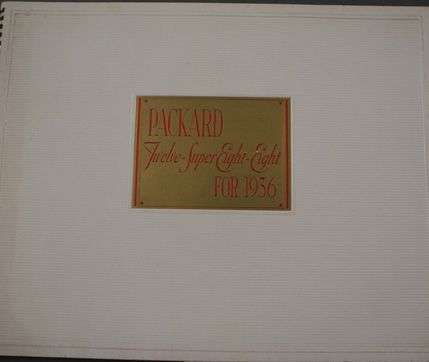 PACKARD
Twelve-Super Eight-Eight
FOR 1936